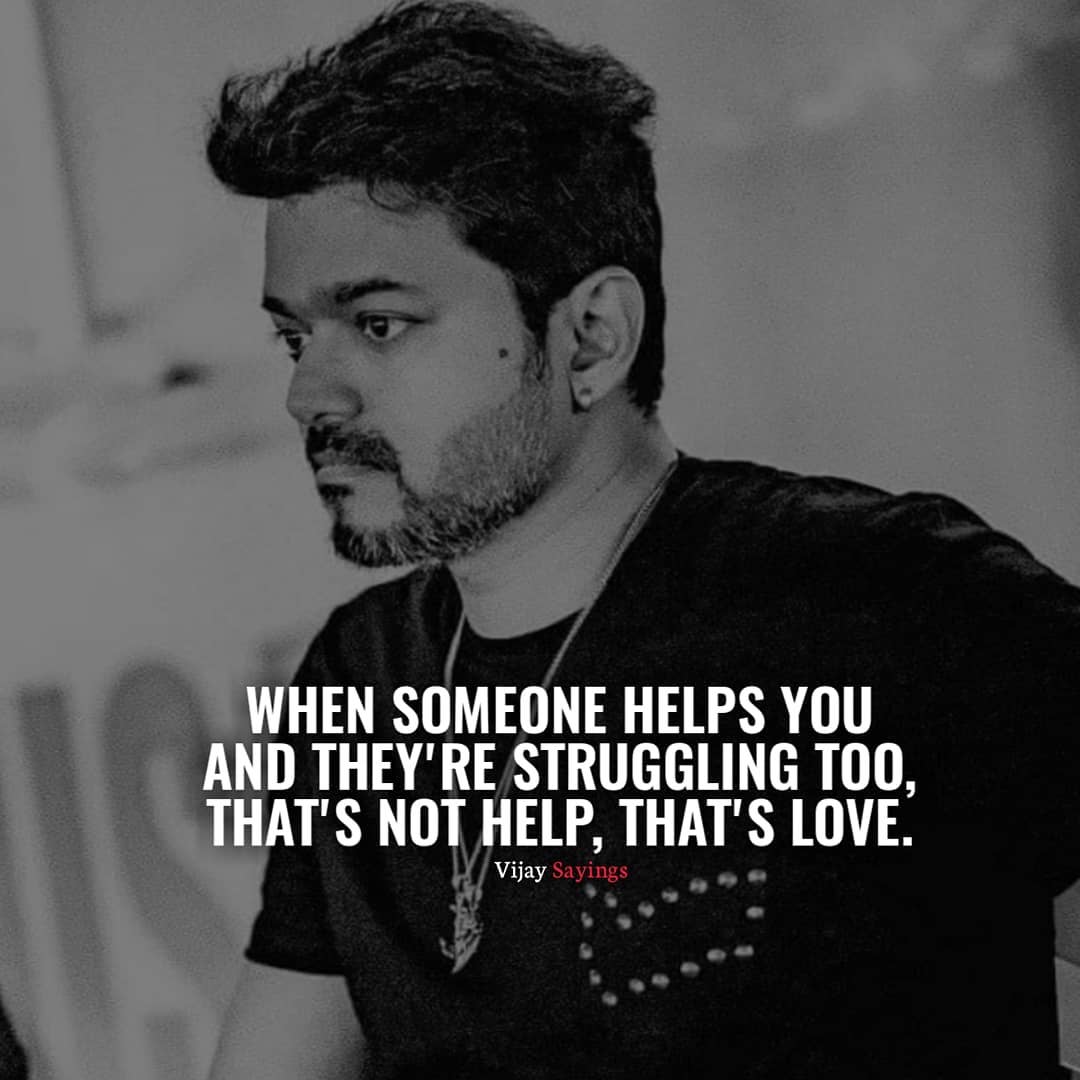 WHEN SOMEONE HELPS YOU
AND THEY'RE STRUGGLING TOO,
THAT'S NOT HELP, THAT'S LOVE.
Vijay Sayings